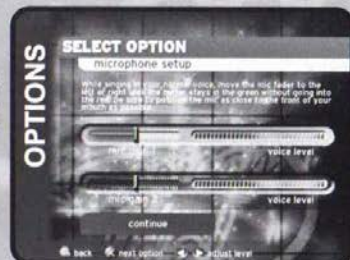 OPTIONS
SELECT OPTION
microphone setup
While singing in your normal voice, move the mic fader to the
left or right until the meter stays in the green without going into
the red. Be sure to position the mic as close to the front of your
mouth as possible.
voice level
mic gain 2
voice level
continue
back next option adjust level